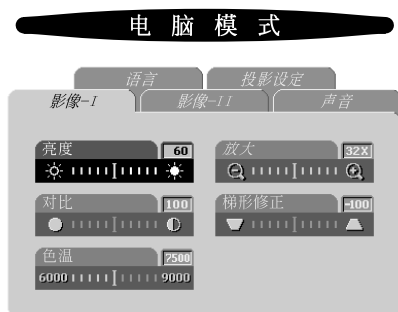 电脑模式
语言 投影设定
影像-I 影像-II 声音
亮度 60 放大 32X
对比 100 梯形修正 -100
色温 7500
6000 9000